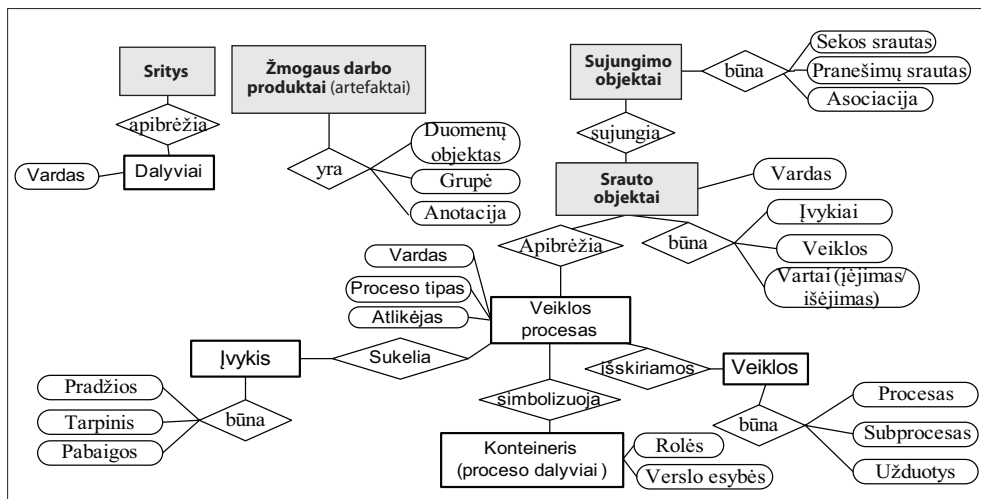 Sritys
apibrėžia
Vardas
Dalyviai
Žmogaus darbo
produktai (artefaktai)
yra
Duomenų
objektas
Grupė
Anotacija
Sujungimo
objektai
būna
Sekos srautas
Pranešimų srautas
Asociacija
sujungia
Srauto
objektai
Vardas
būna
Įvykiai
Veiklos
Vartai (įėjimas/
išėjimas)
Apibrėžia
Vardas
Proceso tipas
Atlikėjas
Veiklos
procesas
Įvykis
Sukelia
Pradžios
Tarpinis
Pabaigos
būna
simbolizuoja
Konteineris
(proceso dalyviai )
Rolės
Verslo esybės
išskiriamos
Veiklos
būna
Procesas
Subprocesas
Užduotys